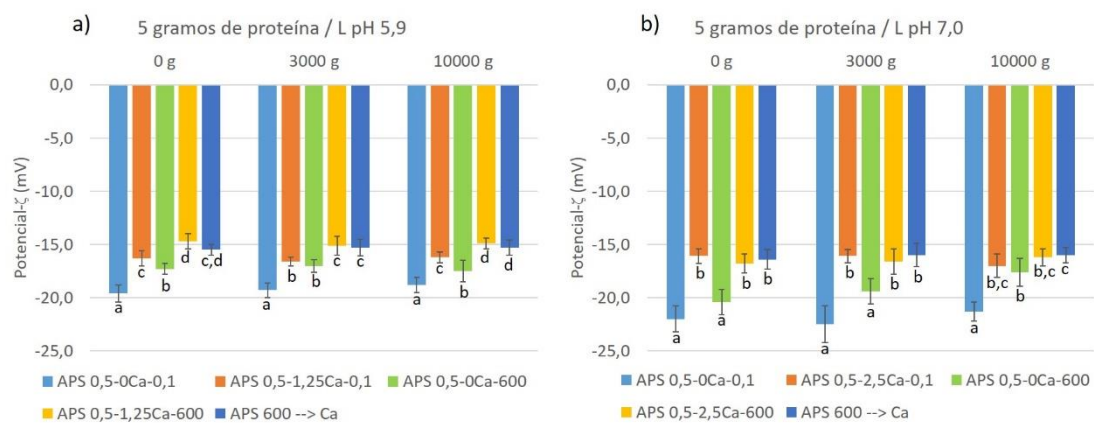 a)
5 gramos de proteína / L pH 5,9
0 g 3000 g 10000 g
0,0
-5,0
-10,0
-15,0
-20,0
-25,0
Potencial-ζ (mV)
a c b d c,d
a b b c c
a c b d d
APS 0,5-0Ca-0,1 APS 0,5-1,25Ca-0,1 APS 0,5-0Ca-600
APS 0,5-1,25Ca-600 APS 600 --> Ca
b)
5 gramos de proteína / L pH 7,0
0 g 3000 g 10000 g
0,0
-5,0
-10,0
-15,0
-20,0
-25,0
Potencial-ζ (mV)
a b a b b
a b a b b
a b,c b b,c c
APS 0,5-0Ca-0,1 APS 0,5-2,5Ca-0,1 APS 0,5-0Ca-600
APS 0,5-2,5Ca-600 APS 600 --> Ca